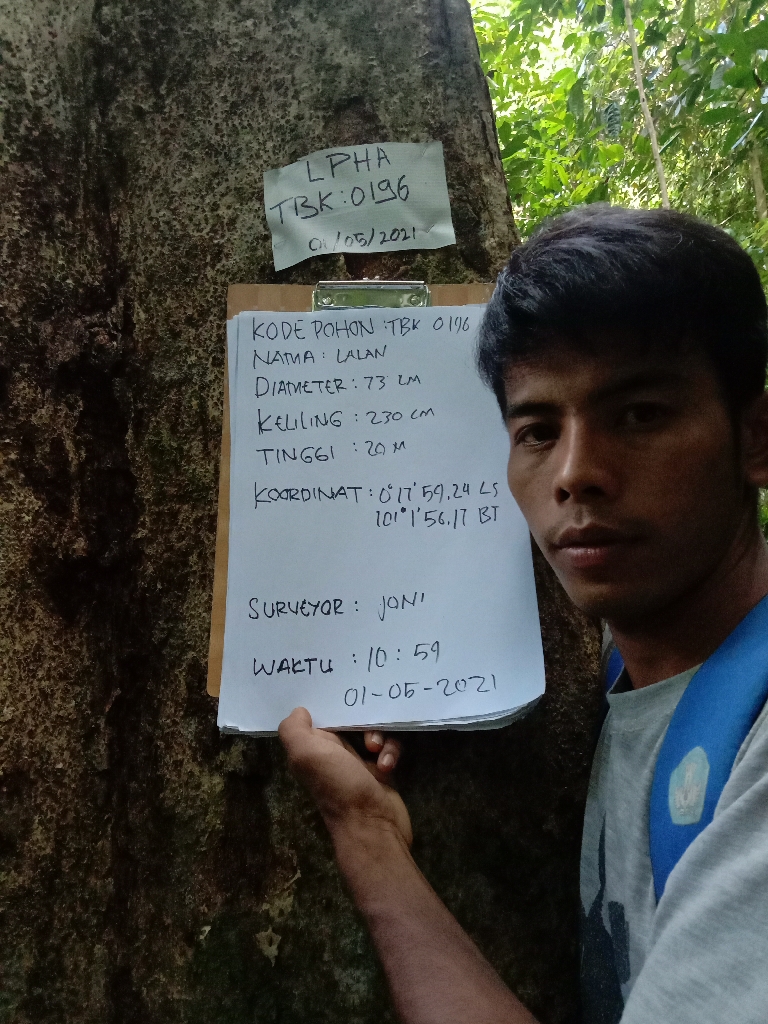 LPHA
TBK:0196
01/05/2021
KODE POHON :TBK 0196
NAMA : LALAN
DIAMETER : 73 CM
KELILING : 230 CM
TINGGI : 20 M
KOORDINAT : 0°17'59,24 LS
101°1'56,17 BT
SURVEYOR : JONI
WAKTU : 10 : 59
01-05-2021